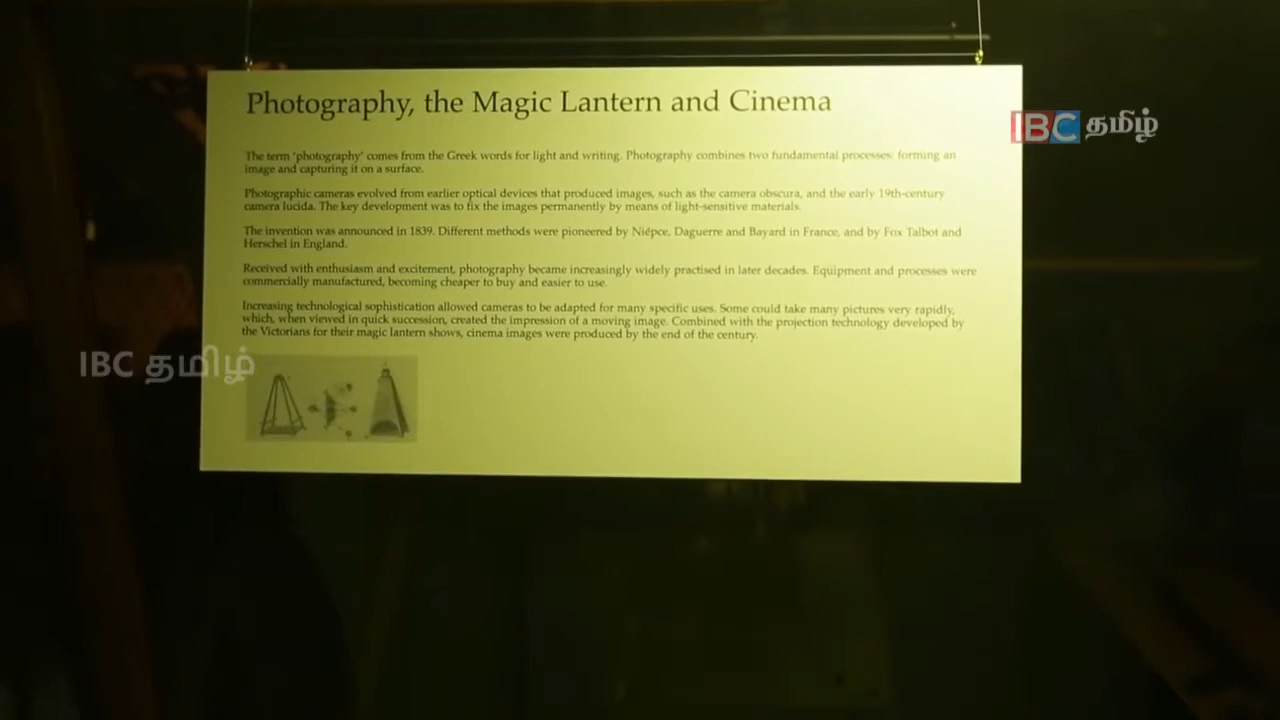 Photography, the Magic Lantern and Cinema
IBC தமிழ்
The term 'photography' comes from the Greek words for light and writing. Photography combines two fundamental processes: forming an
image and capturing it on a surface.
Photographic cameras evolved from earlier optical devices that produced images, such as the camera obscura, and the early 19th-century
camera lucida. The key development was to fix the images permanently by means of light-sensitive materials.
The invention was announced in 1839. Different methods were pioneered by Niépce, Daguerre and Bayard in France, and by Fox Talbot and
Herschel in England.
Received with enthusiasm and excitement, photography became increasingly widely practised in later decades. Equipment and processes were
commercially manufactured, becoming cheaper to buy and easier to use.
Increasing technological sophistication allowed cameras to be adapted for many specific uses. Some could take many pictures very rapidly,
which, when viewed in quick succession, created the impression of a moving image. Combined with the projection technology developed by
the Victorians for their magic lantern shows, cinema images were produced by the end of the century.
IBC தமிழ்